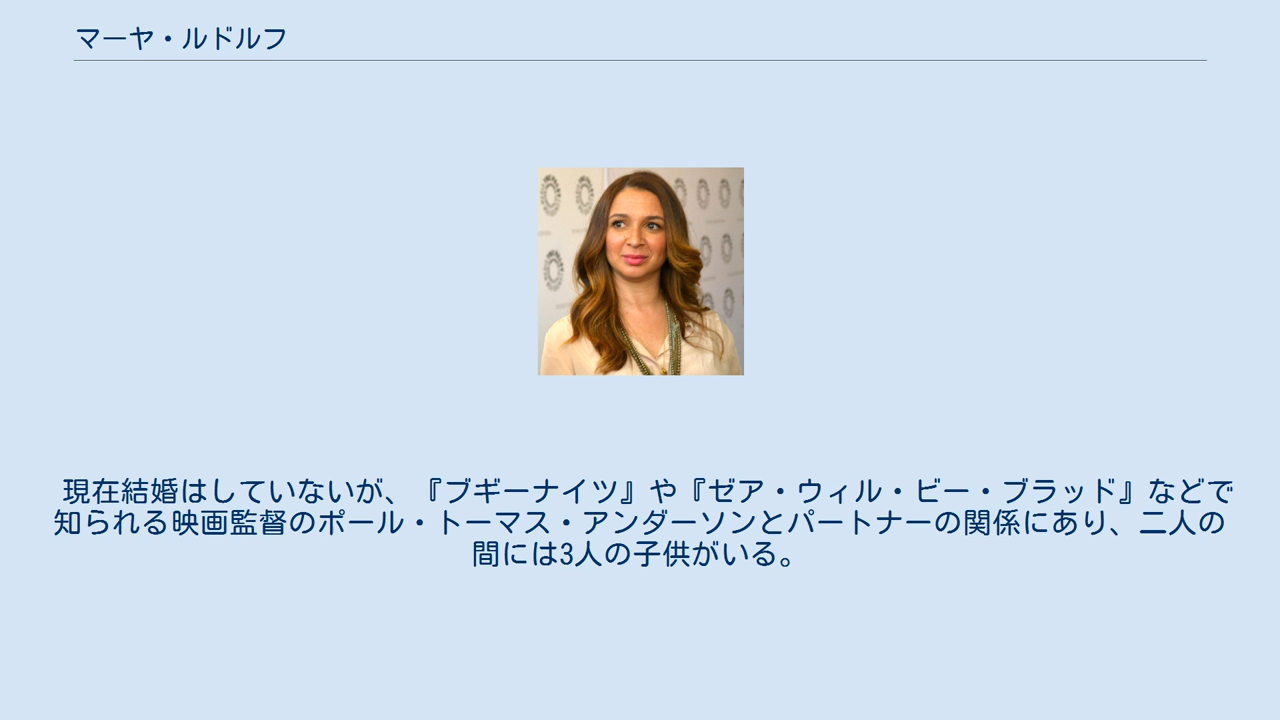 マーヤ・ルドルフ
現在結婚はしていないが、『ブギーナイツ』や『ゼア・ウィル・ビー・ブラッド』などで
知られる映画監督のポール・トーマス・アンダーソンとパートナーの関係にあり、二人の
間には3人の子供がいる。